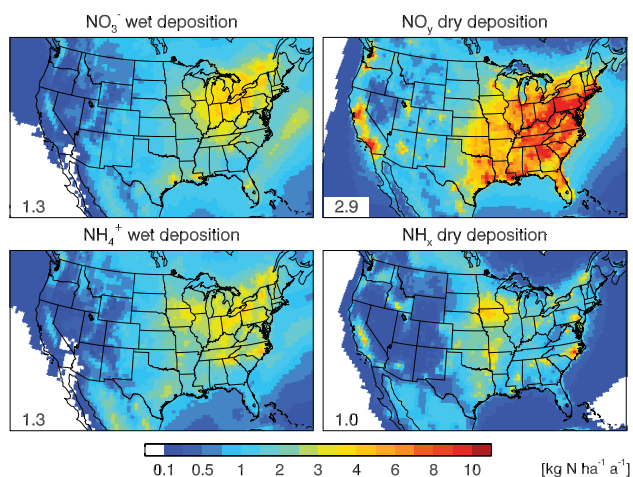 NO₃⁻ wet deposition
NOy dry deposition
1.3
2.9
NH₄⁺ wet deposition
NHₓ dry deposition
1.3
1.0
0.1 0.5 1 2 3 4 6 8 10 [kg N ha⁻¹ a⁻¹]